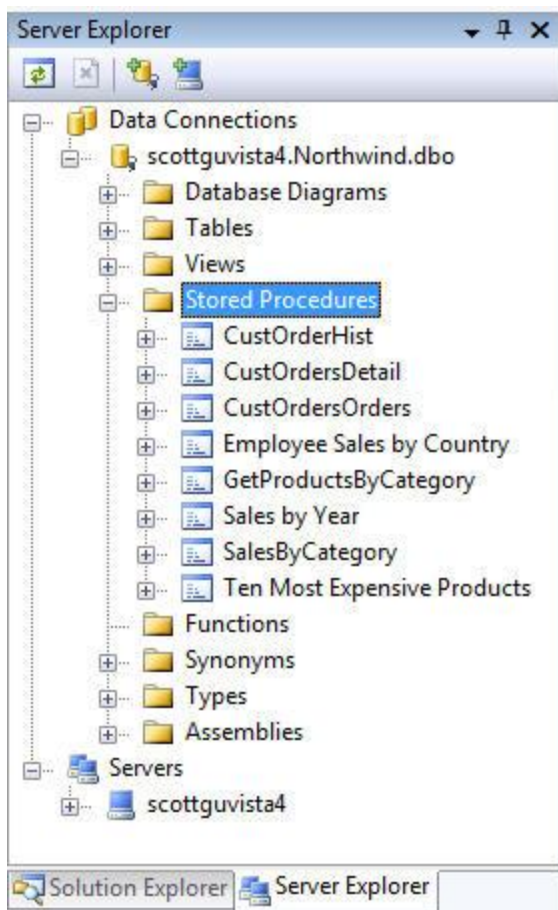 Server Explorer
Data Connections
scottguvista4.Northwind.dbo
Database Diagrams
Tables
Views
Stored Procedures
CustOrderHist
CustOrdersDetail
CustOrdersOrders
Employee Sales by Country
GetProductsByCategory
Sales by Year
SalesByCategory
Ten Most Expensive Products
Functions
Synonyms
Types
Assemblies
Servers
scottguvista4
Solution Explorer Server Explorer